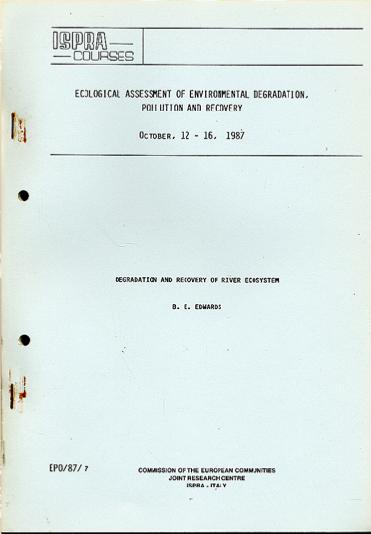 ISPRA
COURSES
ECOLOGICAL ASSESSMENT OF ENVIRONMENTAL DEGRADATION,
POLLUTION AND RECOVERY
OCTOBER, 12 - 16, 1987
DEGRADATION AND RECOVERY OF RIVER ECOSYSTEM
EDWARDS
EPO/87/7
COMMISSION OF THE EUROPEAN COMMUNITIES
JOINT RESEARCH CENTRE
ISPRA - ITALY